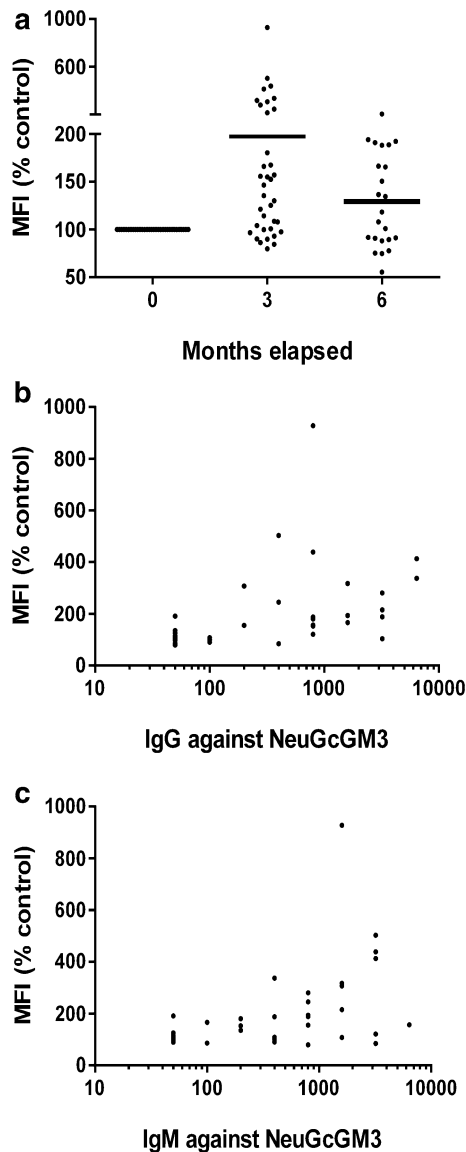 a
MFI (% control)
1000
600
200
150
100
50
0 3 6
Months elapsed
b
MFI (% control)
1000
800
600
400
200
0
10 100 1000 10000
IgG against NeuGcGM3
c
MFI (% control)
1000
800
600
400
200
0
10 100 1000 10000
IgM against NeuGcGM3